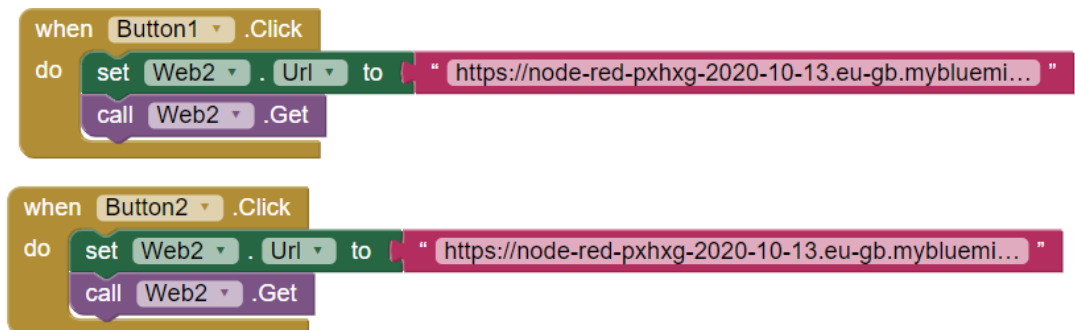 when Button1 .Click
do set Web2 . Url to " https://node-red-pxhxg-2020-10-13.eu-gb.mybluemi... "
call Web2 .Get
when Button2 .Click
do set Web2 . Url to " https://node-red-pxhxg-2020-10-13.eu-gb.mybluemi... "
call Web2 .Get